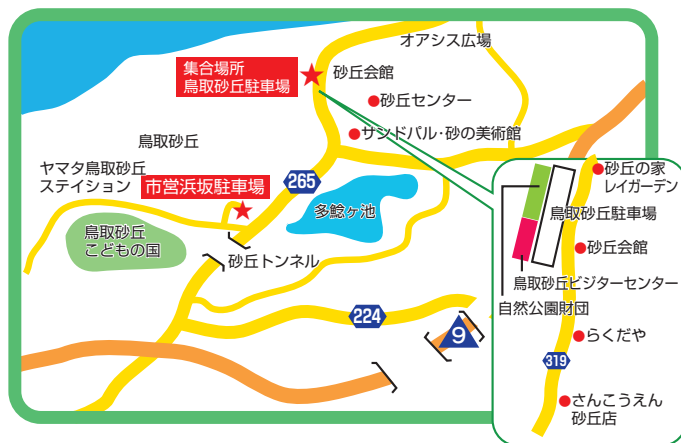 オアシス広場
集合場所
鳥取砂丘駐車場
砂丘会館
砂丘センター
サンドパル・砂の美術館
鳥取砂丘
ヤマタ鳥取砂丘
ステイション
市営浜坂駐車場
265
多鯰ヶ池
鳥取砂丘
こどもの国
砂丘トンネル
224
9
砂丘の家
レイガーデン
鳥取砂丘駐車場
砂丘会館
鳥取砂丘ビジターセンター
自然公園財団
らくだや
319
さんこうえん
砂丘店